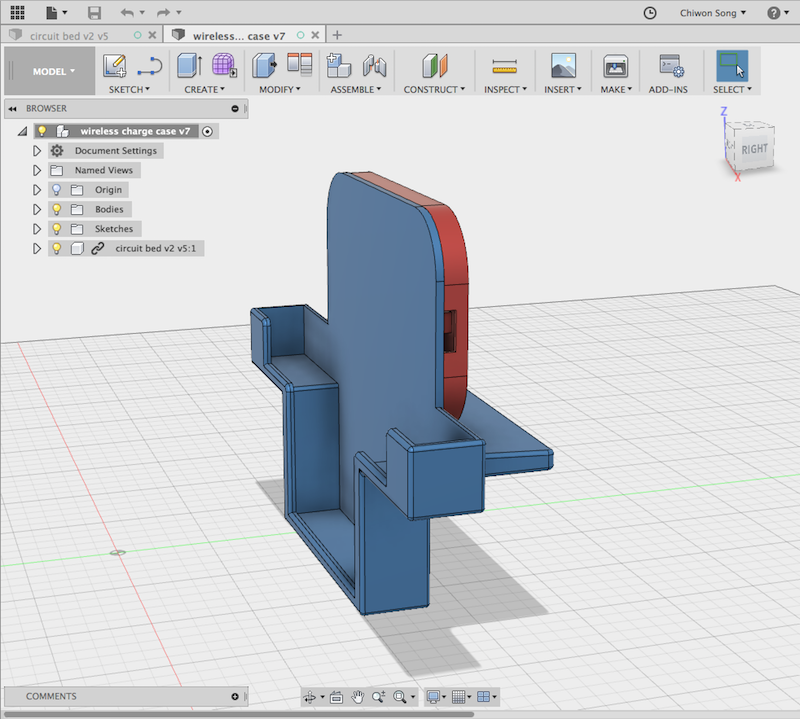 Chiwon Song
?
circuit bed v2 v5
wireless... case v7
MODEL
SKETCH
CREATE
MODIFY
ASSEMBLE
CONSTRUCT
INSPECT
INSERT
MAKE
ADD-INS
SELECT
BROWSER
wireless charge case v7
Document Settings
Named Views
Origin
Bodies
Sketches
circuit bed v2 v5:1
Z
RIGHT
X
COMMENTS